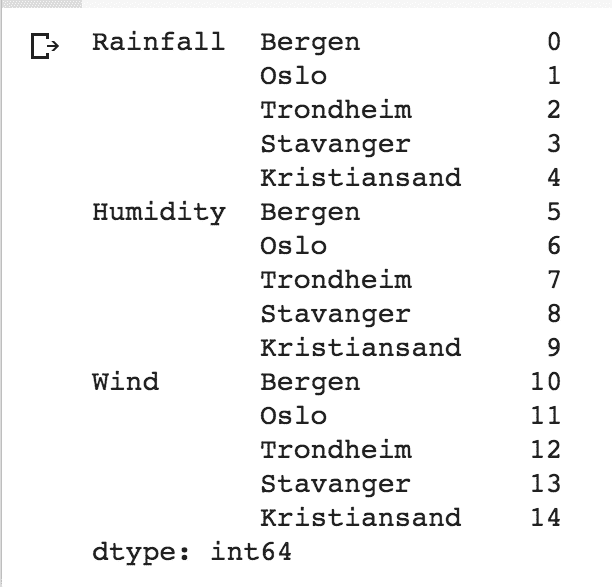 Rainfall  Bergen           0
          Oslo             1
          Trondheim        2
          Stavanger        3
          Kristiansand     4
Humidity  Bergen           5
          Oslo             6
          Trondheim        7
          Stavanger        8
          Kristiansand     9
Wind      Bergen          10
          Oslo            11
          Trondheim       12
          Stavanger       13
          Kristiansand    14
dtype: int64